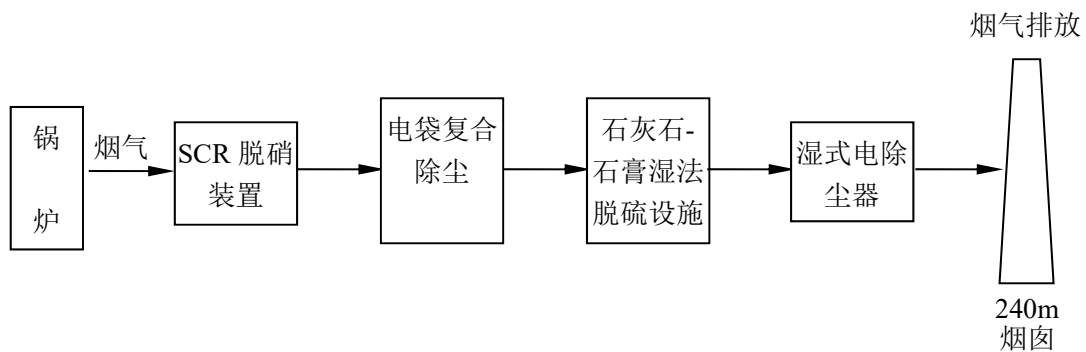 锅
炉
烟气
SCR 脱硝
装置
电袋复合
除尘
石灰石-
石膏湿法
脱硫设施
湿式电除
尘器
烟气排放
240m
烟囱